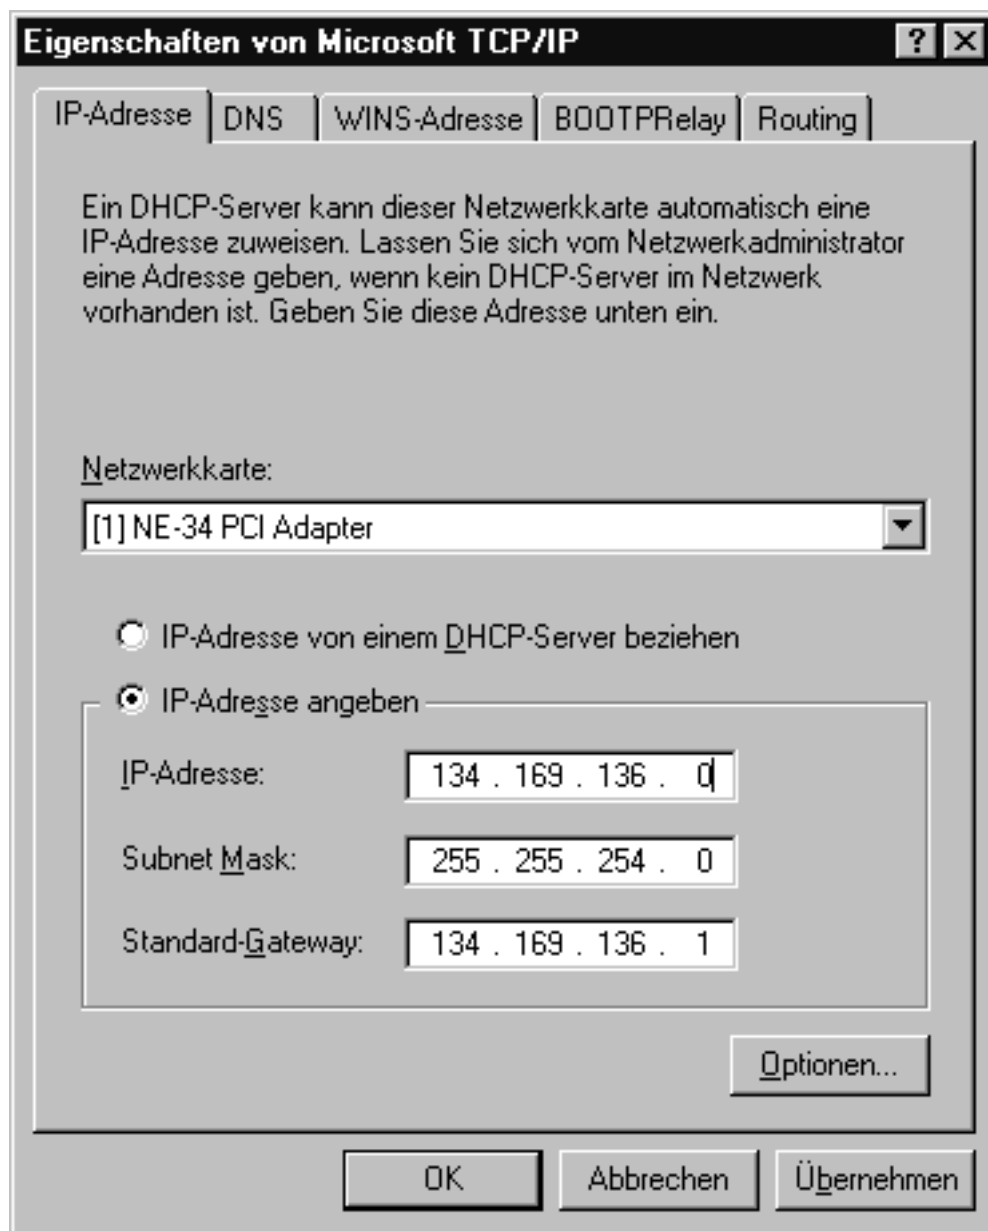 Eigenschaften von Microsoft TCP/IP
IP-Adresse DNS WINS-Adresse BOOTPRelay Routing
Ein DHCP-Server kann dieser Netzwerkkarte automatisch eine
IP-Adresse zuweisen. Lassen Sie sich vom Netzwerkadministrator
eine Adresse geben, wenn kein DHCP-Server im Netzwerk
vorhanden ist. Geben Sie diese Adresse unten ein.
Netzwerkkarte:
[1] NE-34 PCI Adapter
IP-Adresse von einem DHCP-Server beziehen
IP-Adresse angeben
IP-Adresse: 134 . 169 . 136 . 0
Subnet Mask: 255 . 255 . 254 . 0
Standard-Gateway: 134 . 169 . 136 . 1
Optionen...
OK Abbrechen Übernehmen